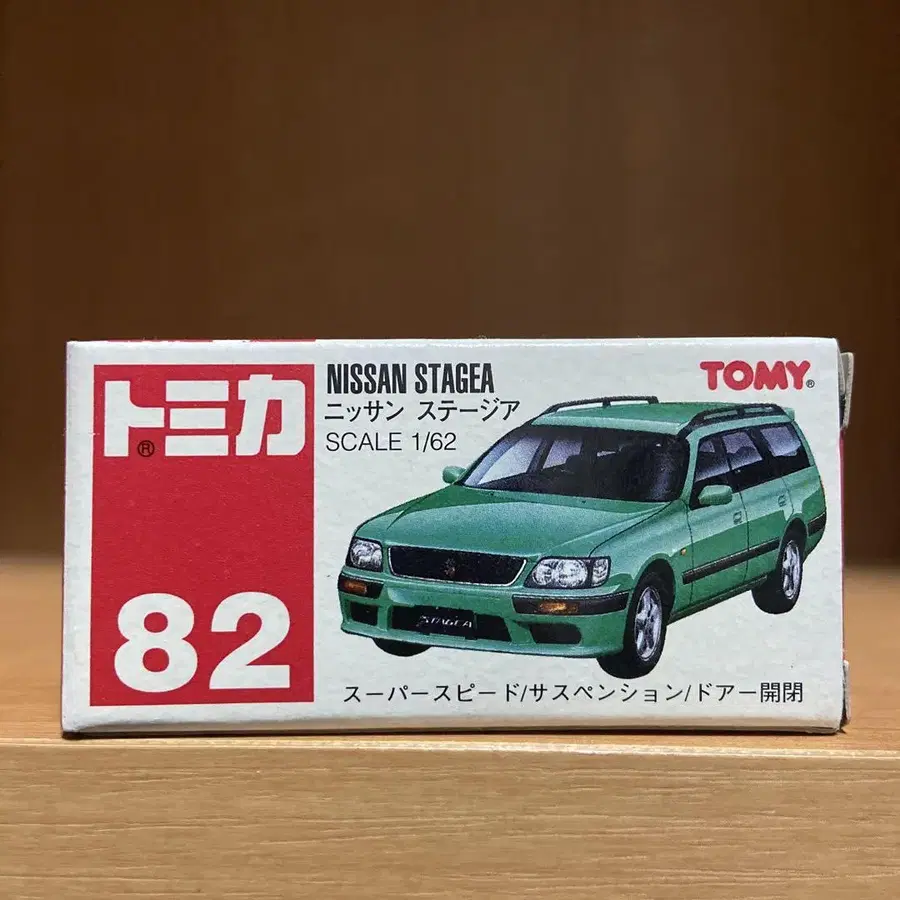 トミカ®
82
NISSAN STAGEA
ニッサン ステージア
SCALE 1/62
TOMY®
STAGEA
スーパースピード/サスペンション/ドアー開閉